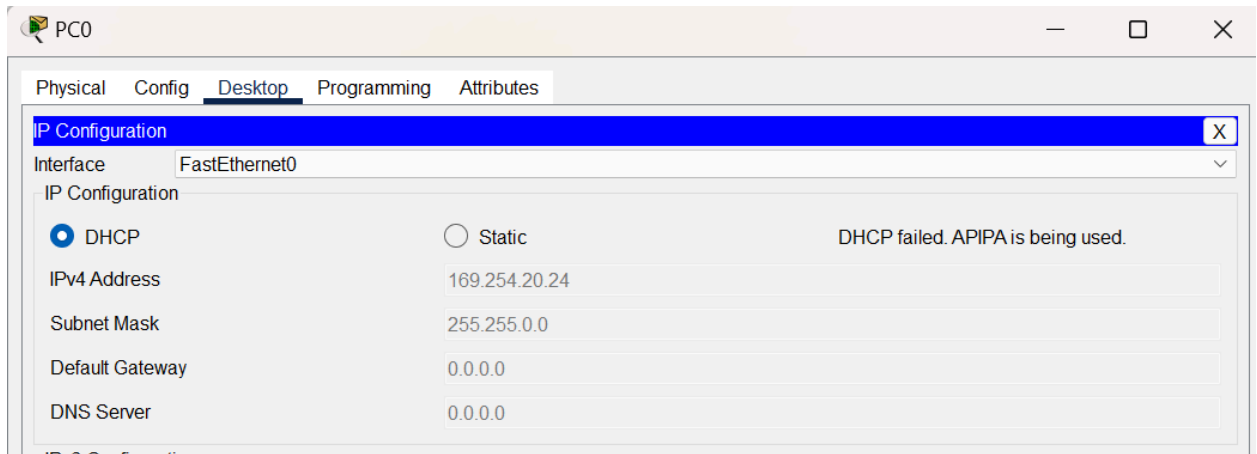 PC0
Physical Config Desktop Programming Attributes
IP Configuration X
Interface FastEthernet0
IP Configuration
DHCP Static DHCP failed. APIPA is being used.
IPv4 Address 169.254.20.24
Subnet Mask 255.255.0.0
Default Gateway 0.0.0.0
DNS Server 0.0.0.0